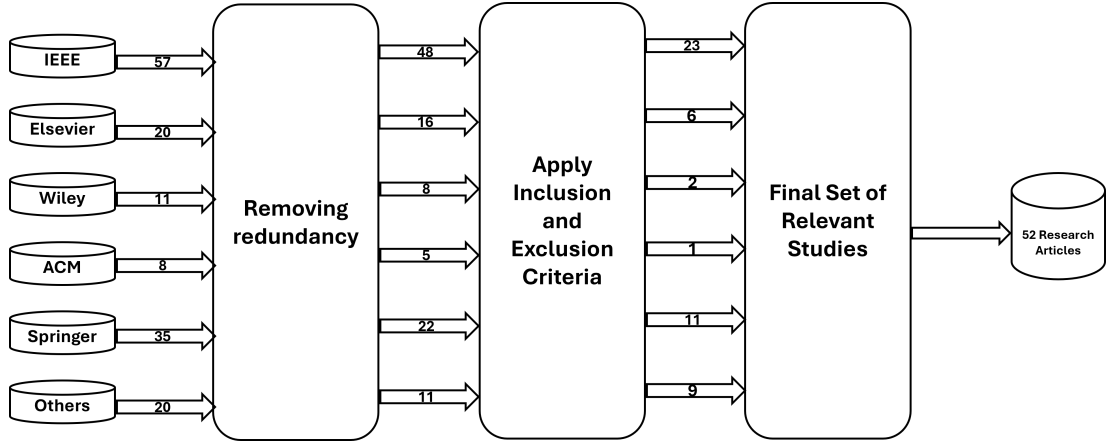 IEEE
57
Elsevier
20
Wiley
11
ACM
8
Springer
35
Others
20
Removing
redundancy
48
16
8
5
22
11
Apply
Inclusion
and
Exclusion
Criteria
23
6
2
1
11
9
Final Set of
Relevant
Studies
52 Research
Articles